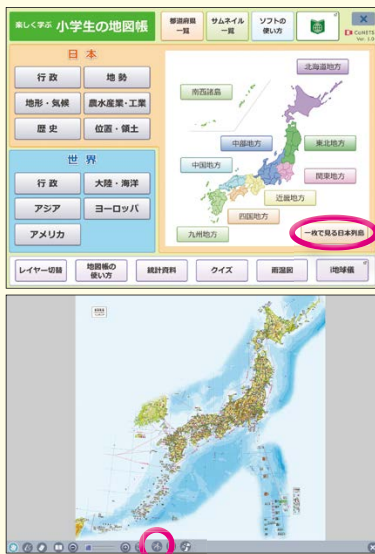 楽しく学ぶ 小学生の地図帳
都道府県
一覧
サムネイル
一覧
ソフトの
使い方
CoNETS
Ver. 1.0
日本
行 政
地 勢
地形・気候
農水産業・工業
歴 史
位置・領土
世界
行 政
大陸・海洋
アジア
ヨーロッパ
アメリカ
北海道地方
南西諸島
中部地方
東北地方
中国地方
関東地方
近畿地方
四国地方
九州地方
一枚で見る日本列島
レイヤー切替
地図帳の
使い方
統計資料
クイズ
雨温図
i地球儀